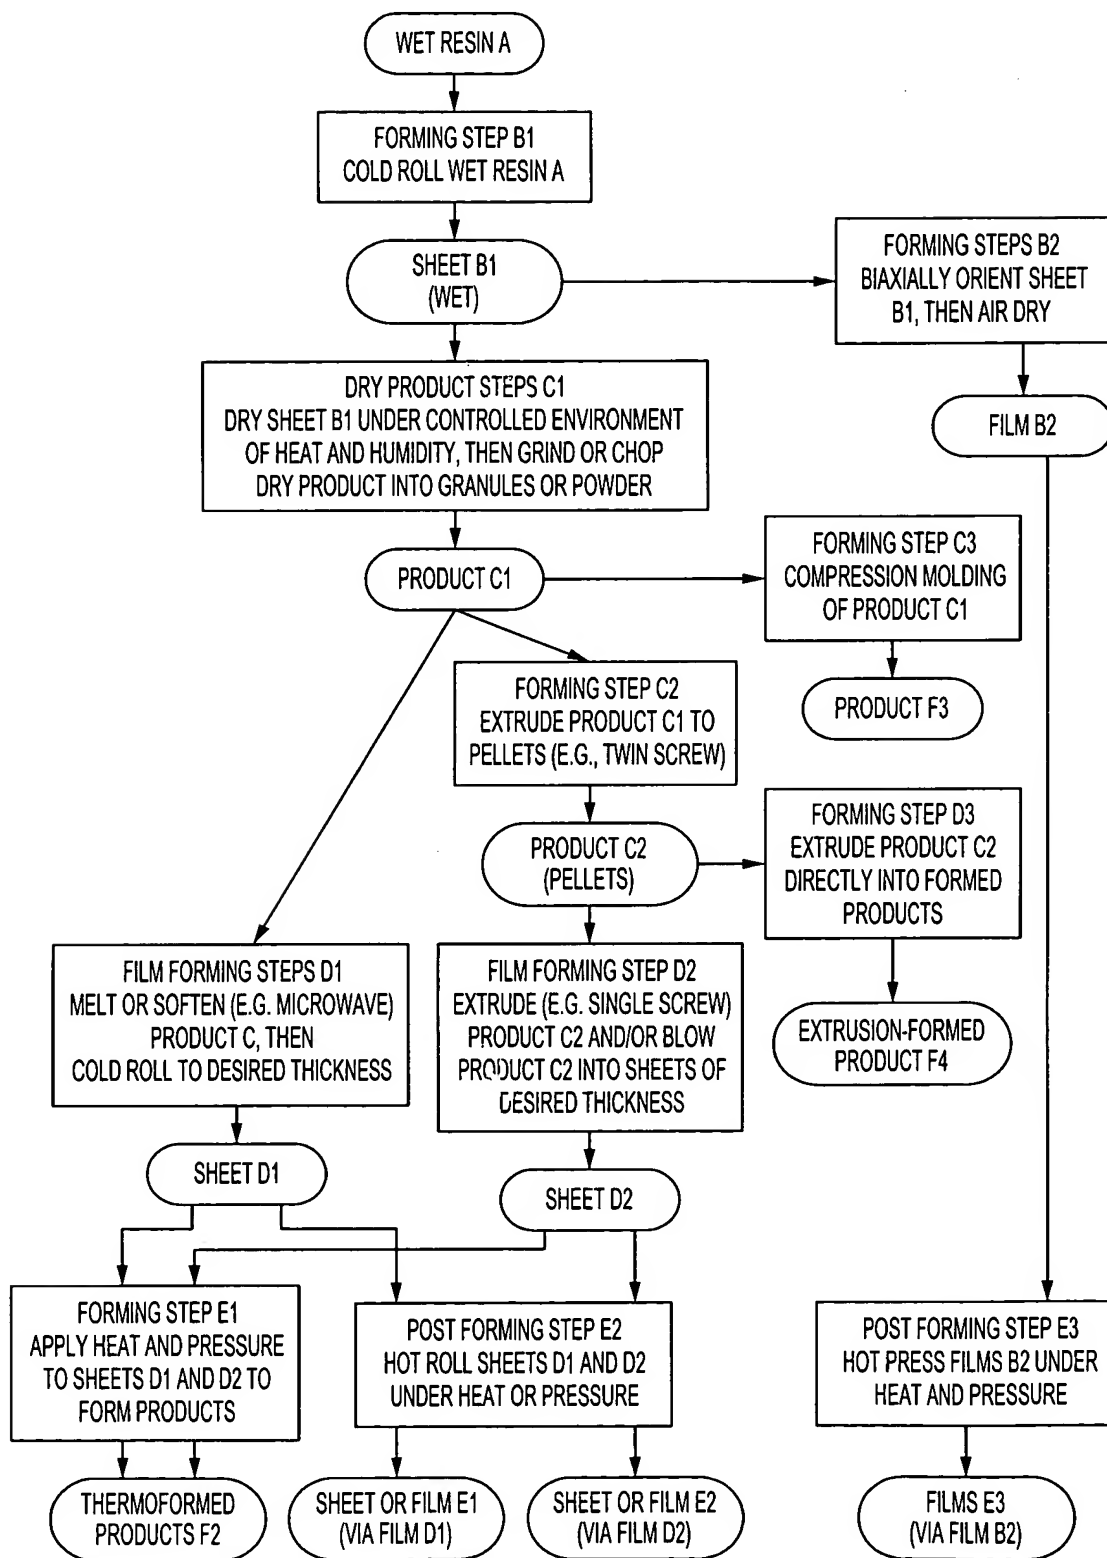 WET RESIN A
FORMING STEP B1
COLD ROLL WET RESIN A
SHEET B1
(WET)
FORMING STEPS B2
BIAXIALLY ORIENT SHEET
B1, THEN AIR DRY
FILM B2
DRY PRODUCT STEPS C1
DRY SHEET B1 UNDER CONTROLLED ENVIRONMENT
OF HEAT AND HUMIDITY, THEN GRIND OR CHOP
DRY PRODUCT INTO GRANULES OR POWDER
PRODUCT C1
FORMING STEP C3
COMPRESSION MOLDING
OF PRODUCT C1
PRODUCT F3
FORMING STEP C2
EXTRUDE PRODUCT C1 TO
PELLETS (E.G., TWIN SCREW)
PRODUCT C2
(PELLETS)
FORMING STEP D3
EXTRUDE PRODUCT C2
DIRECTLY INTO FORMED
PRODUCTS
EXTRUSION-FORMED
PRODUCT F4
FILM FORMING STEPS D1
MELT OR SOFTEN (E.G. MICROWAVE)
PRODUCT C, THEN
COLD ROLL TO DESIRED THICKNESS
FILM FORMING STEP D2
EXTRUDE (E.G. SINGLE SCREW)
PRODUCT C2 AND/OR BLOW
PRODUCT C2 INTO SHEETS OF
DESIRED THICKNESS
SHEET D1
SHEET D2
FORMING STEP E1
APPLY HEAT AND PRESSURE
TO SHEETS D1 AND D2 TO
FORM PRODUCTS
POST FORMING STEP E2
HOT ROLL SHEETS D1 AND D2
UNDER HEAT OR PRESSURE
POST FORMING STEP E3
HOT PRESS FILMS B2 UNDER
HEAT AND PRESSURE
THERMOFORMED
PRODUCTS F2
SHEET OR FILM E1
(VIA FILM D1)
SHEET OR FILM E2
(VIA FILM D2)
FILMS E3
(VIA FILM B2)